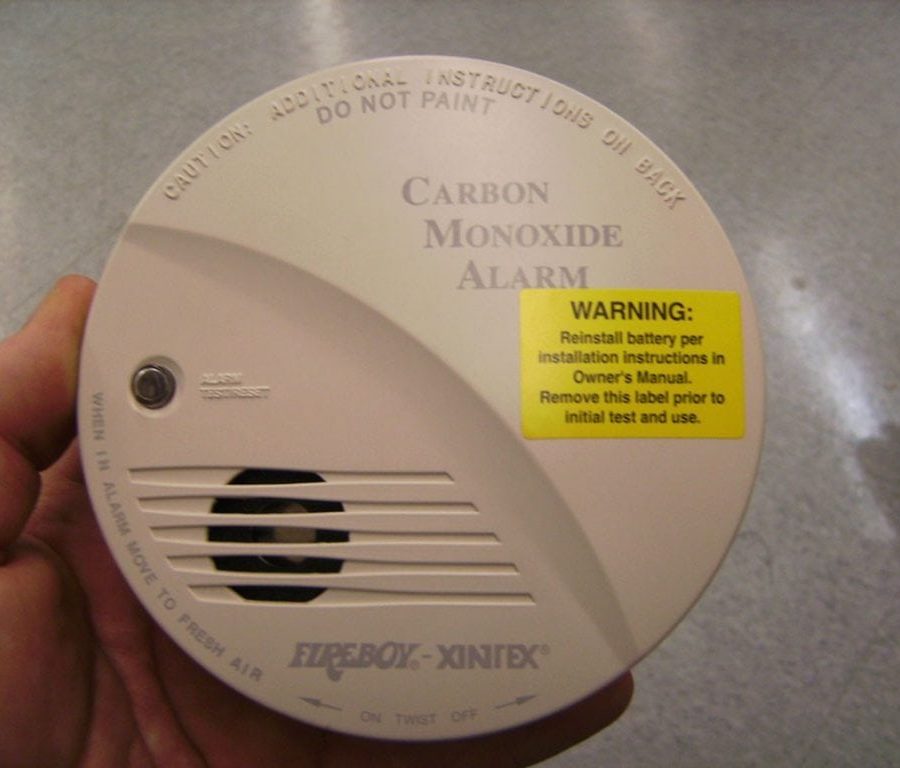 CAUTION: ADDITIONAL INSTRUCTIONS ON BACK
DO NOT PAINT
CARBON
MONOXIDE
ALARM
WARNING:
Reinstall battery per
installation instructions in
Owner's Manual.
Remove this label prior to
initial test and use.
ALARM
TEST/RESET
WHEN IN ALARM MOVE TO FRESH AIR
FIREBOY® - XINTEX®
ON TWIST OFF